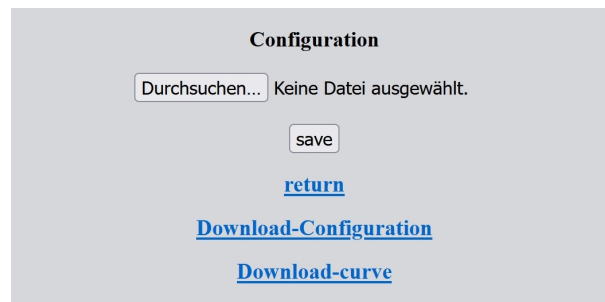 Configuration
Durchsuchen... Keine Datei ausgewählt.
save
return
Download-Configuration
Download-curve